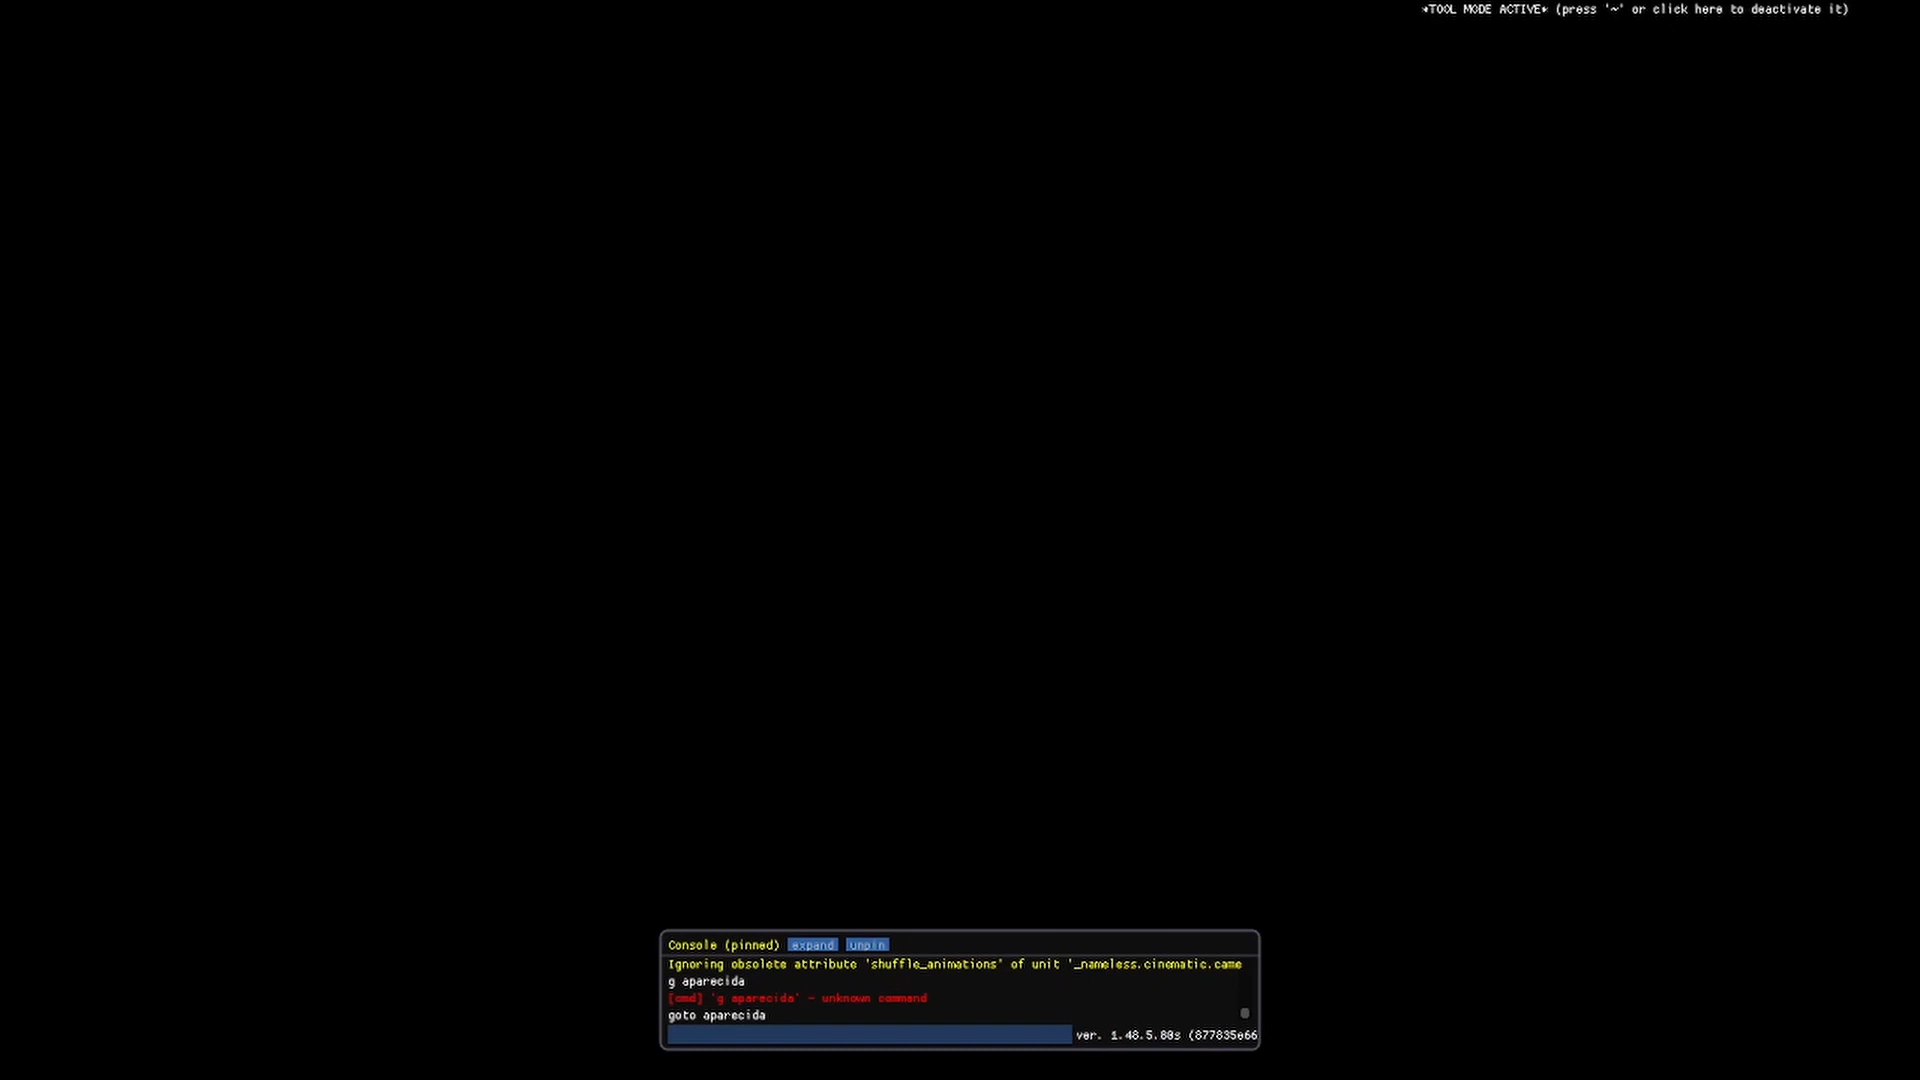 *TOOL MODE ACTIVE* (press '~' or click here to deactivate it)
Console (pinned) expand unpin
Ignoring obsolete attribute 'shuffle_animations' of unit '_nameless.cinematic.came
g aparecida
[cmd] 'g aparecida' - unknown command
goto aparecida
ver. 1.48.5.80s (877835e66